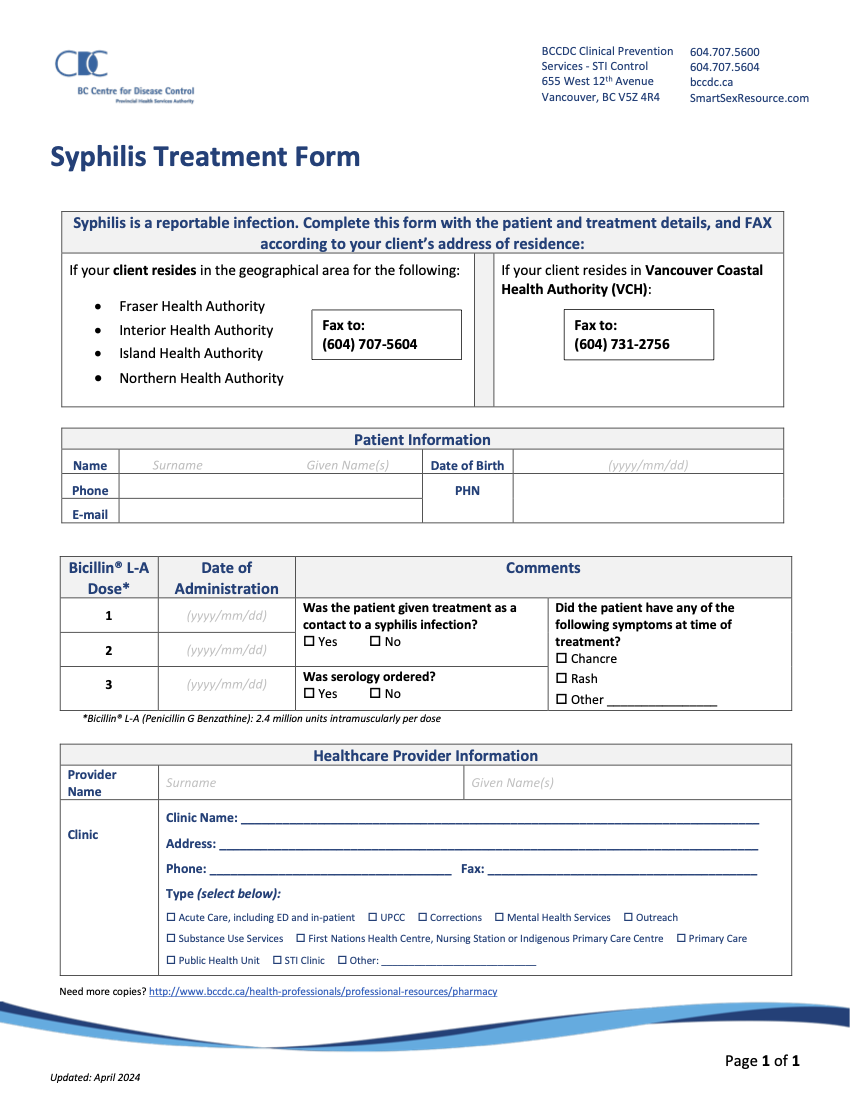 BC Centre for Disease Control
Provincial Health Services Authority
BCCDC Clinical Prevention
Services - STI Control
655 West 12th Avenue
Vancouver, BC V5Z 4R4
604.707.5600
604.707.5604
bccdc.ca
SmartSexResource.com
Syphilis Treatment Form
Syphilis is a reportable infection. Complete this form with the patient and treatment details, and FAX
according to your client's address of residence:
If your client resides in the geographical area for the following:
• Fraser Health Authority
• Interior Health Authority
• Island Health Authority
• Northern Health Authority
Fax to:
(604) 707-5604
If your client resides in Vancouver Coastal
Health Authority (VCH):
Fax to:
(604) 731-2756
Patient Information
Name Surname Given Name(s) Date of Birth (yyyy/mm/dd)
Phone PHN
E-mail
Bicillin® L-A
Dose*
Date of
Administration
Comments
1 (yyyy/mm/dd)
2 (yyyy/mm/dd)
3 (yyyy/mm/dd)
Was the patient given treatment as a
contact to a syphilis infection?
☐ Yes ☐ No
Was serology ordered?
☐ Yes ☐ No
Did the patient have any of the
following symptoms at time of
treatment?
☐ Chancre
☐ Rash
☐ Other ________________
*Bicillin® L-A (Penicillin G Benzathine): 2.4 million units intramuscularly per dose
Healthcare Provider Information
Provider
Name
Surname Given Name(s)
Clinic
Clinic Name: ________________
Address: ________________
Phone: ________________ Fax: ________________
Type (select below):
☐ Acute Care, including ED and in-patient ☐ UPCC ☐ Corrections ☐ Mental Health Services ☐ Outreach
☐ Substance Use Services ☐ First Nations Health Centre, Nursing Station or Indigenous Primary Care Centre ☐ Primary Care
☐ Public Health Unit ☐ STI Clinic ☐ Other: ________________
Need more copies? http://www.bccdc.ca/health-professionals/professional-resources/pharmacy
Page 1 of 1
Updated: April 2024